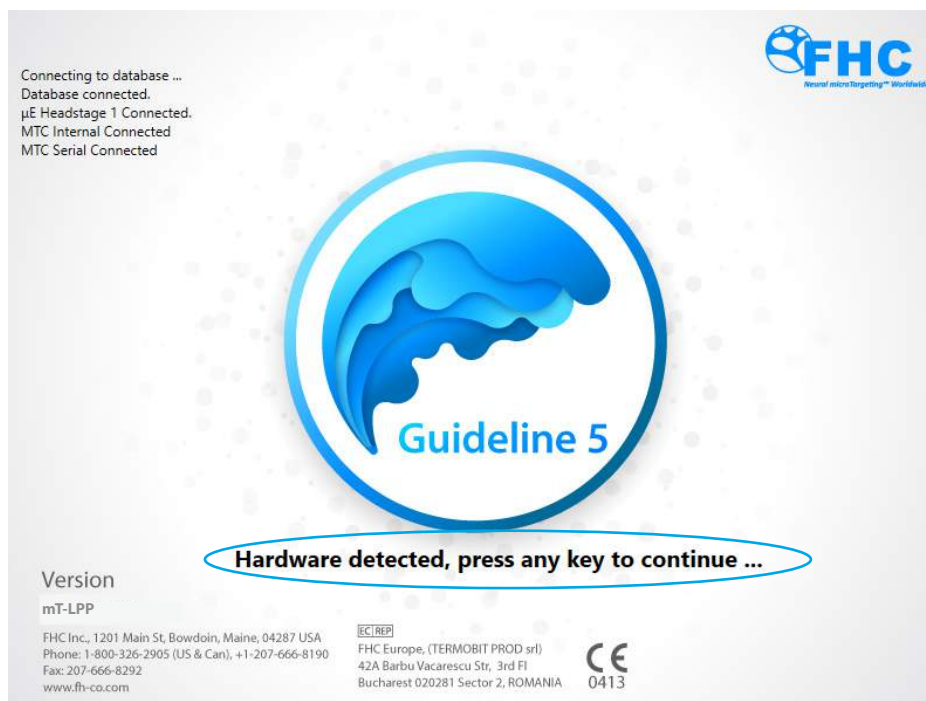 FHC
Neural microTargeting™ Worldwide
Connecting to database ...
Database connected.
µE Headstage 1 Connected.
MTC Internal Connected
MTC Serial Connected
Guideline 5
Hardware detected, press any key to continue ...
Version
mT-LPP
FHC Inc., 1201 Main St, Bowdoin, Maine, 04287 USA
Phone: 1-800-326-2905 (US & Can), +1-207-666-8190
Fax: 207-666-8292
www.fh-co.com
EC REP
FHC Europe, (TERMOBIT PROD srl)
42A Barbu Vacarescu Str, 3rd Fl
Bucharest 020281 Sector 2, ROMANIA
CE
0413